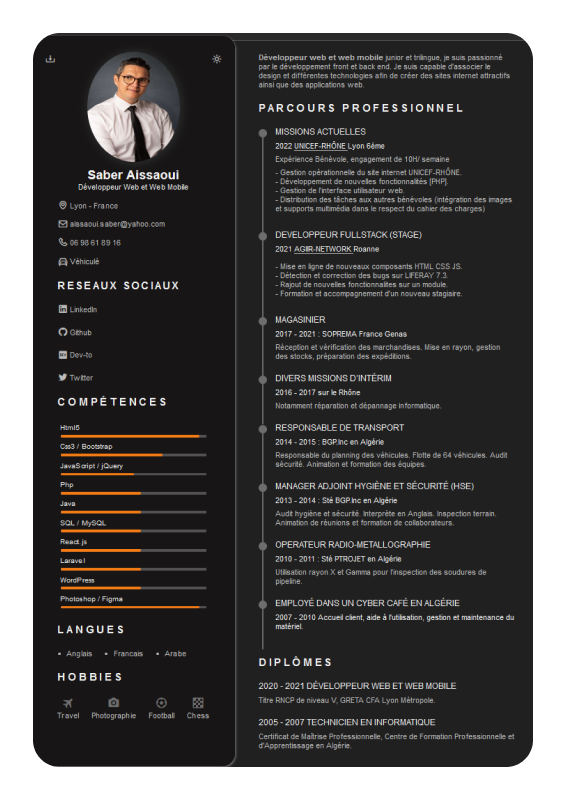 Saber Aissaoui
Développeur Web et Web Mobile
Lyon - France
aissaoui.saber@yahoo.com
06 98 61 89 16
Véhiculé
RESEAUX SOCIAUX
LinkedIn
Github
Dev-to
Twitter
COMPÉTENCES
Html5
Css3 / Bootstrap
JavaScript / jQuery
Php
Java
SQL / MySQL
React.js
Laravel
WordPress
Photoshop / Figma
LANGUES
• Anglais • Francais • Arabe
HOBBIES
Travel Photographie Football Chess
Développeur web et web mobile junior et trilingue, je suis passionné
par le développement front et back end. Je suis capable d'associer le
design et différentes technologies afin de créer des sites internet attractifs
ainsi que des applications web.
PARCOURS PROFESSIONNEL
MISSIONS ACTUELLES
2022 UNICEF-RHÔNE Lyon 6ème
Expérience Bénévole, engagement de 10H/ semaine
- Gestion opérationnelle du site internet UNICEF-RHÔNE.
- Développement de nouvelles fonctionnalités [PHP].
- Gestion de l'interface utilisateur web.
- Distribution des tâches aux autres bénévoles (intégration des images
et supports multimédia dans le respect du cahier des charges)
DEVELOPPEUR FULLSTACK (STAGE)
2021 AGIIR-NETWORK Roanne
- Mise en ligne de nouveaux composants HTML CSS JS.
- Détection et correction des bugs sur LIFERAY 7.3.
- Rajout de nouvelles fonctionnalités sur un module.
- Formation et accompagnement d'un nouveau stagiaire.
MAGASINIER
2017 - 2021 : SOPREMA France Genas
Réception et vérification des marchandises. Mise en rayon, gestion
des stocks, préparation des expéditions.
DIVERS MISSIONS D'INTÉRIM
2016 - 2017 sur le Rhône
Notamment réparation et dépannage informatique.
RESPONSABLE DE TRANSPORT
2014 - 2015 : BGP.Inc en Algérie
Responsable du planning des véhicules. Flotte de 64 véhicules. Audit
sécurité. Animation et formation des équipes.
MANAGER ADJOINT HYGIÈNE ET SÉCURITÉ (HSE)
2013 - 2014 : Sté BGP.Inc en Algérie
Audit hygiène et sécurité. Interprète en Anglais. Inspection terrain.
Animation de réunions et formation de collaborateurs.
OPERATEUR RADIO-METALLOGRAPHIE
2010 - 2011 : Sté PTROJET en Algérie
Utilisation rayon X et Gamma pour l'inspection des soudures de
pipeline.
EMPLOYÉ DANS UN CYBER CAFÉ EN ALGÉRIE
2007 - 2010 Accueil client, aide à l'utilisation, gestion et maintenance du
matériel.
DIPLÔMES
2020 - 2021 DÉVELOPPEUR WEB ET WEB MOBILE
Titre RNCP de niveau V, GRETA CFA Lyon Métropole.
2005 - 2007 TECHNICIEN EN INFORMATIQUE
Certificat de Maîtrise Professionnelle, Centre de Formation Professionnelle et
d'Apprentissage en Algérie.